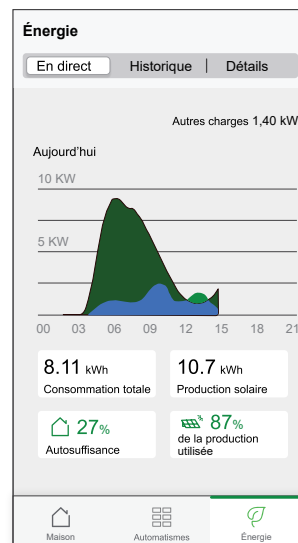 Énergie
En direct Historique | Détails
Autres charges 1,40 kW
Aujourd'hui
10 KW
5 KW
00 03 06 09 12 15 18 21
8.11 kWh
Consommation totale
10.7 kWh
Production solaire
27%
Autosuffisance
87%
de la production
utilisée
Maison Automatismes Énergie